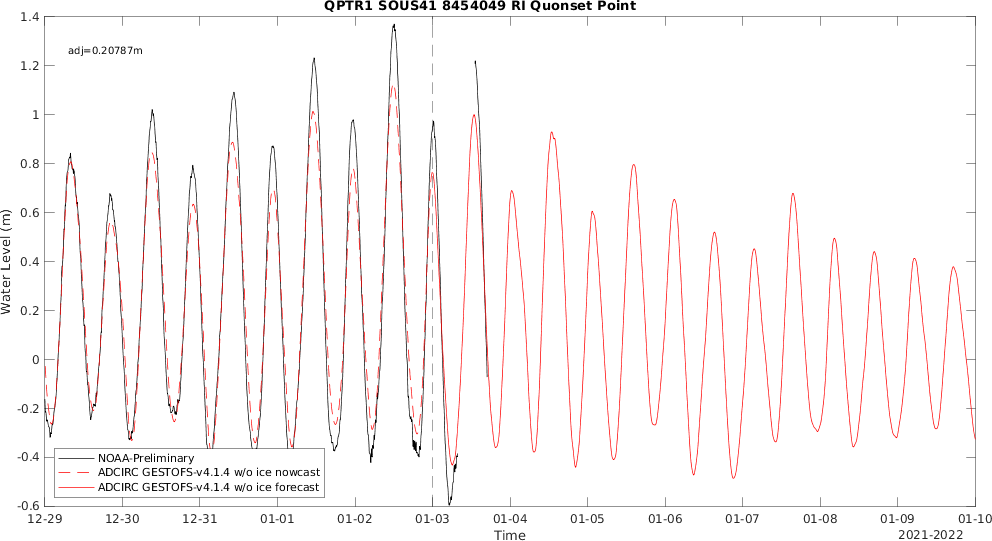 QPTR1 SOUS41 8454049 RI Quonset Point
adj=0.20787m
1.4
1.2
1
0.8
0.6
0.4
0.2
0
-0.2
-0.4
-0.6
Water Level (m)
NOAA-Preliminary
ADCIRC GESTOFS-v4.1.4 w/o ice nowcast
ADCIRC GESTOFS-v4.1.4 w/o ice forecast
12-29 12-30 12-31 01-01 01-02 01-03 01-04 01-05 01-06 01-07 01-08 01-09 01-10
Time
2021-2022